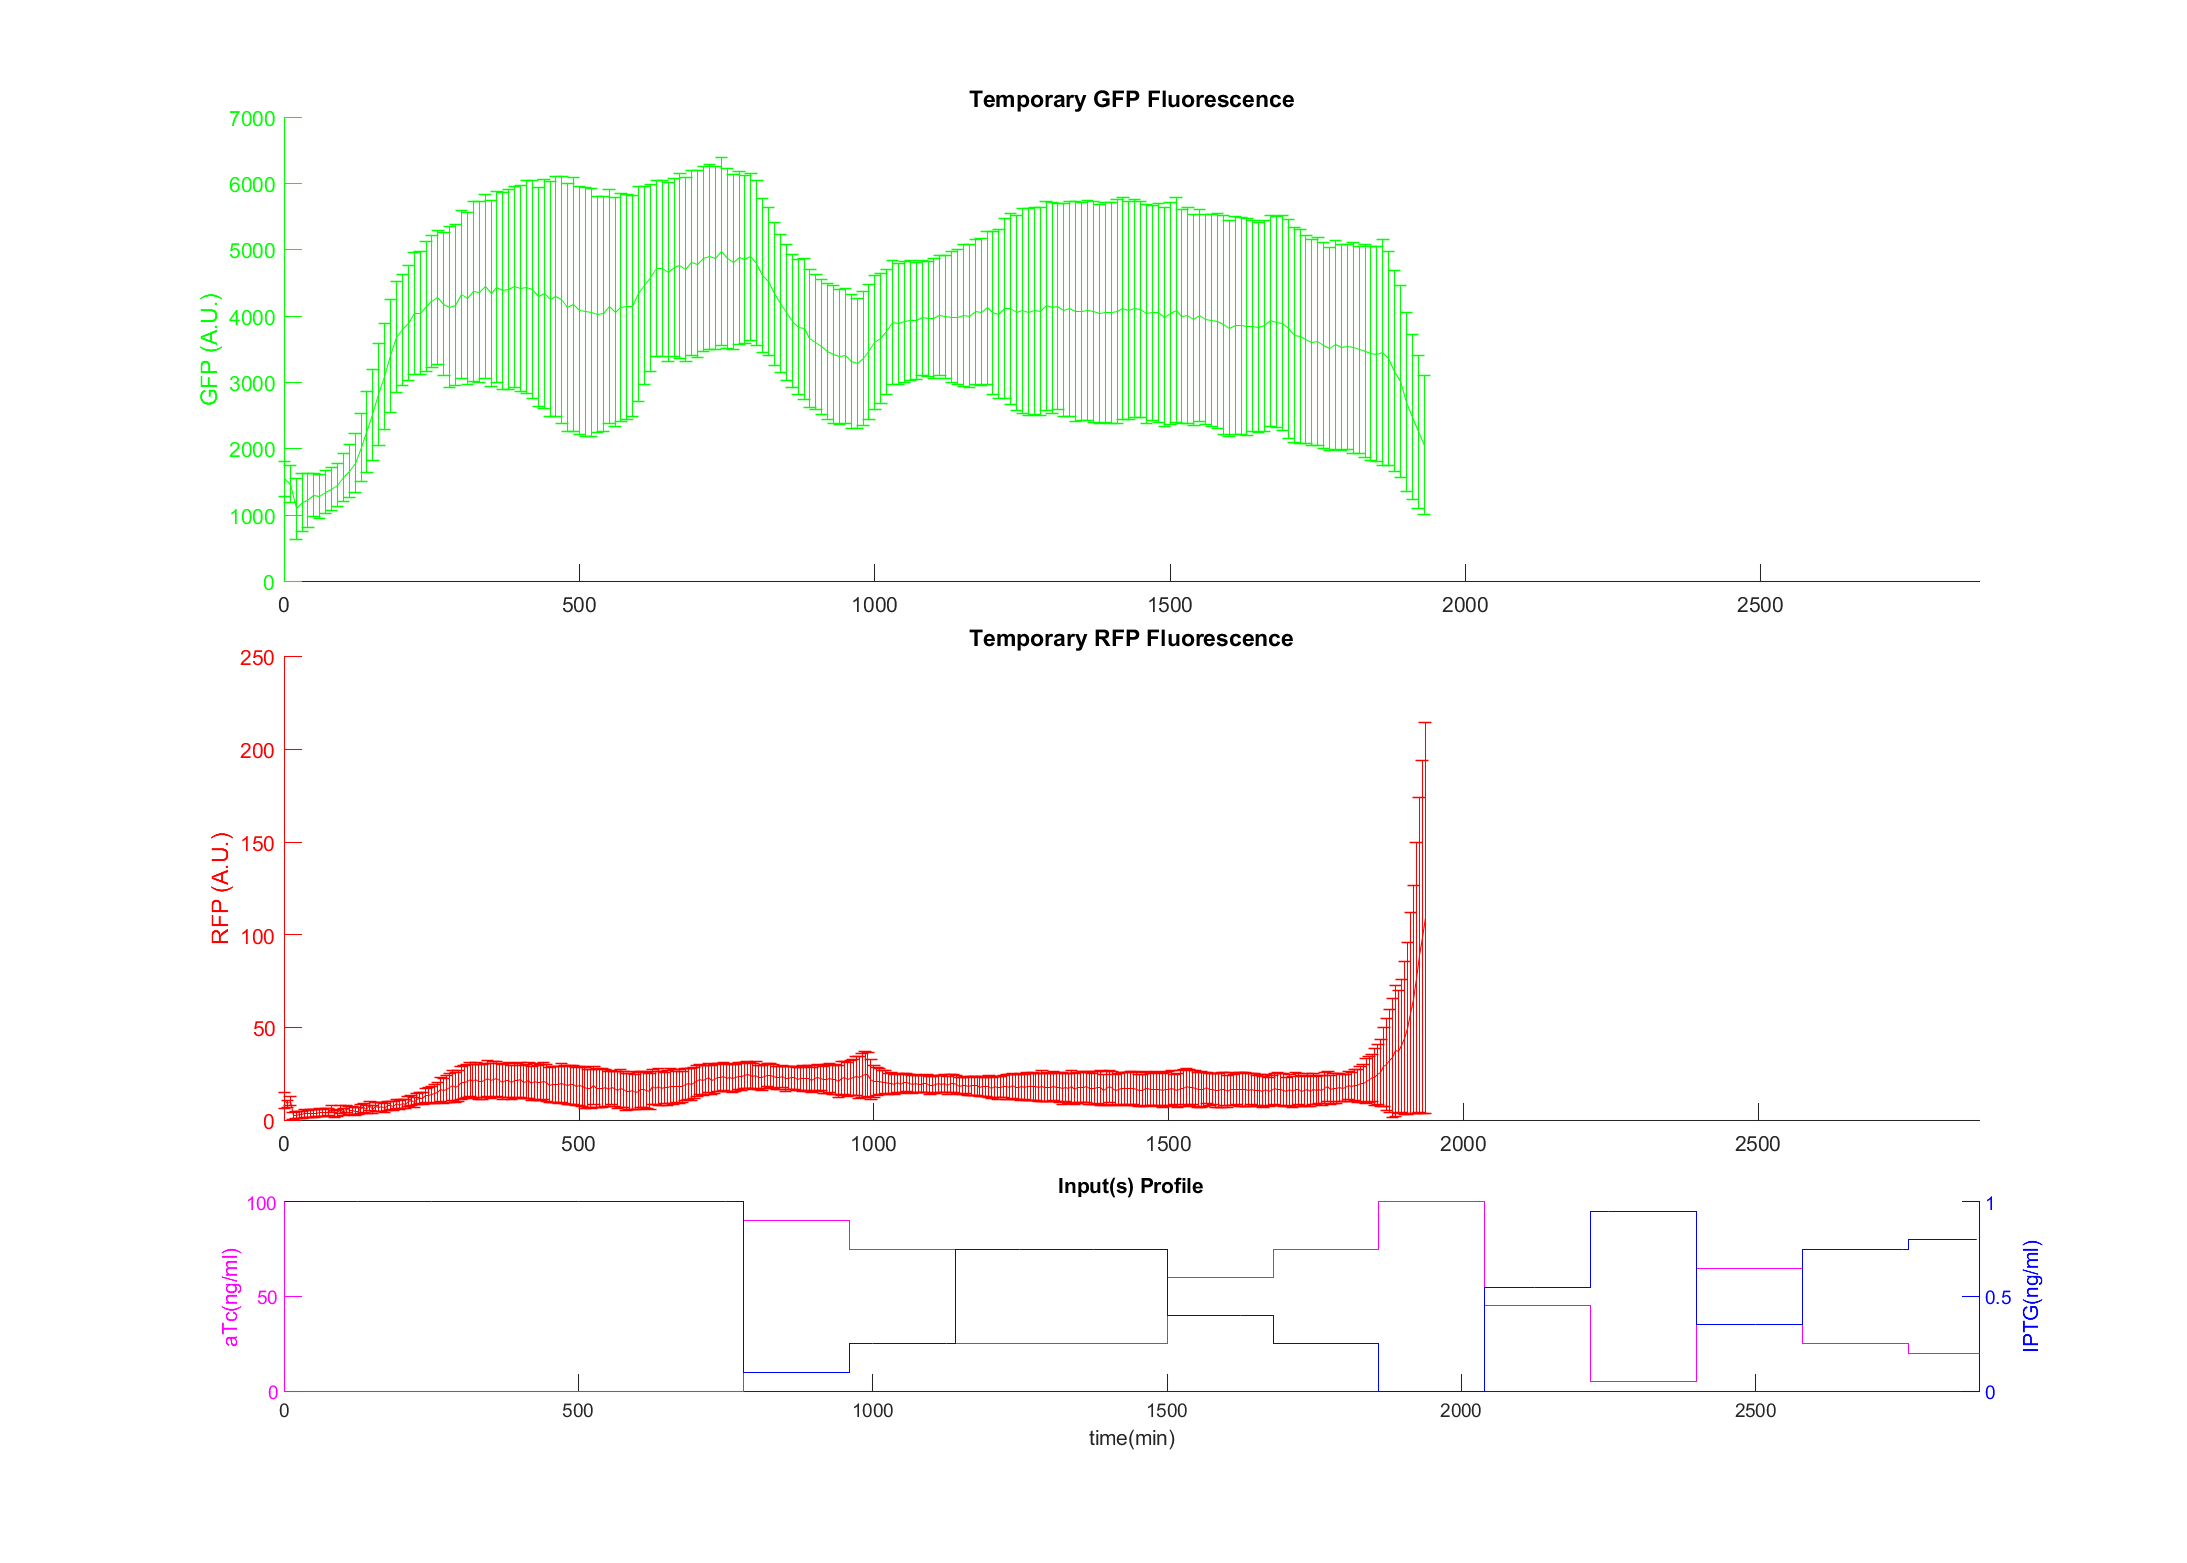 Temporary GFP Fluorescence
7000
6000
5000
4000
3000
2000
1000
0
GFP (A.U.)
0 500 1000 1500 2000 2500
Temporary RFP Fluorescence
250
200
150
100
50
0
RFP (A.U.)
0 500 1000 1500 2000 2500
Input(s) Profile
100
50
0
aTc(ng/ml)
1
0.5
0
IPTG(ng/ml)
0 500 1000 1500 2000 2500
time(min)